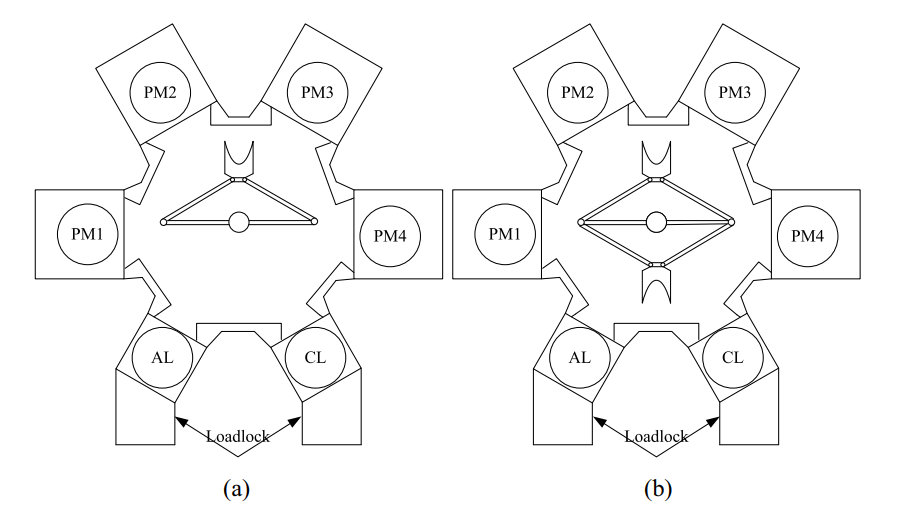 PM2
PM3
PM1
PM4
AL
CL
Loadlock
(a)
PM2
PM3
PM1
PM4
AL
CL
Loadlock
(b)